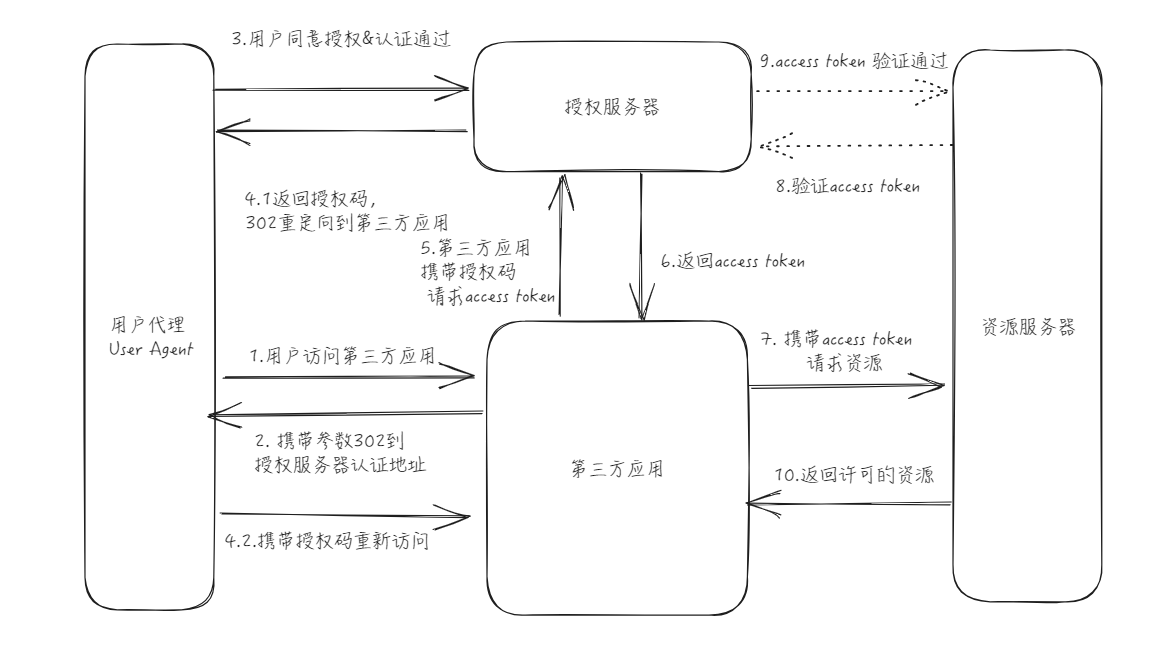 3.用户同意授权&认证通过
9.access token 验证通过
授权服务器
8.验证access token
4.1返回授权码,
302重定向到第三方应用
5.第三方应用
携带授权码
请求access token
6.返回access token
用户代理
User Agent
资源服务器
1.用户访问第三方应用
7. 携带access token
请求资源
2. 携带参数302到
授权服务器认证地址
第三方应用
10.返回许可的资源
4.2.携带授权码重新访问